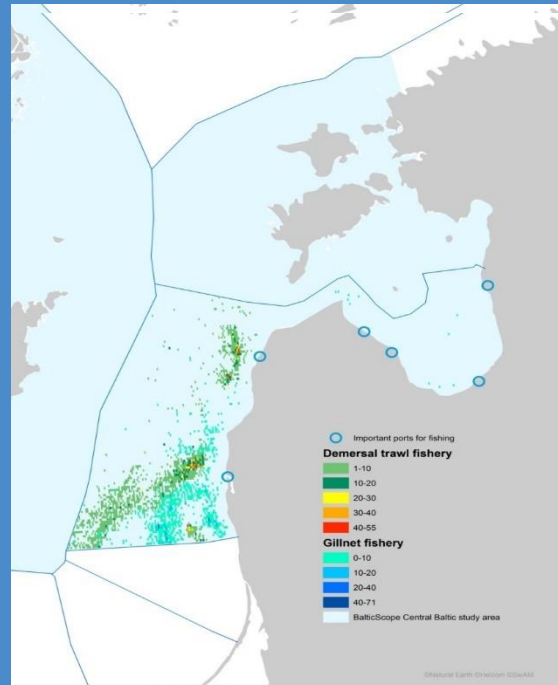 Important ports for fishing
Demersal trawl fishery
1-10
10-20
20-30
30-40
40-55
Gillnet fishery
0-10
10-20
20-40
40-71
BalticScope Central Baltic study area